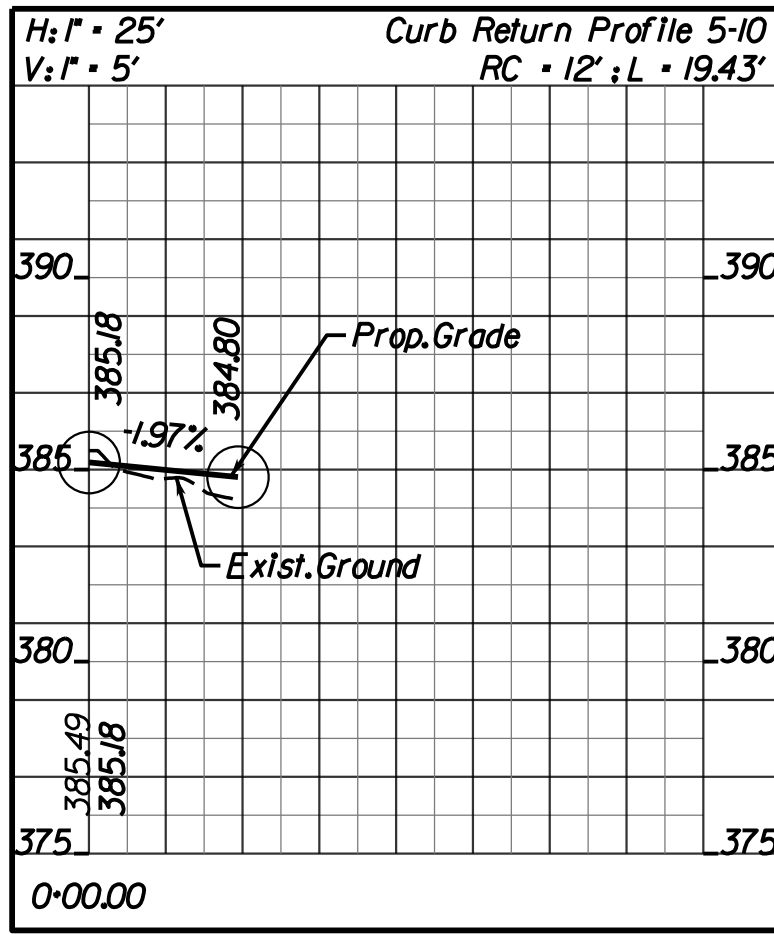 H: 1" = 25' Curb Return Profile 5-10
V: 1" = 5' RC = 12' ; L = 19.43'
390 390
385.18
384.80
Prop. Grade
-1.97%
385 385
Exist. Ground
380 380
385.49
385.18
375 375
0+00.00